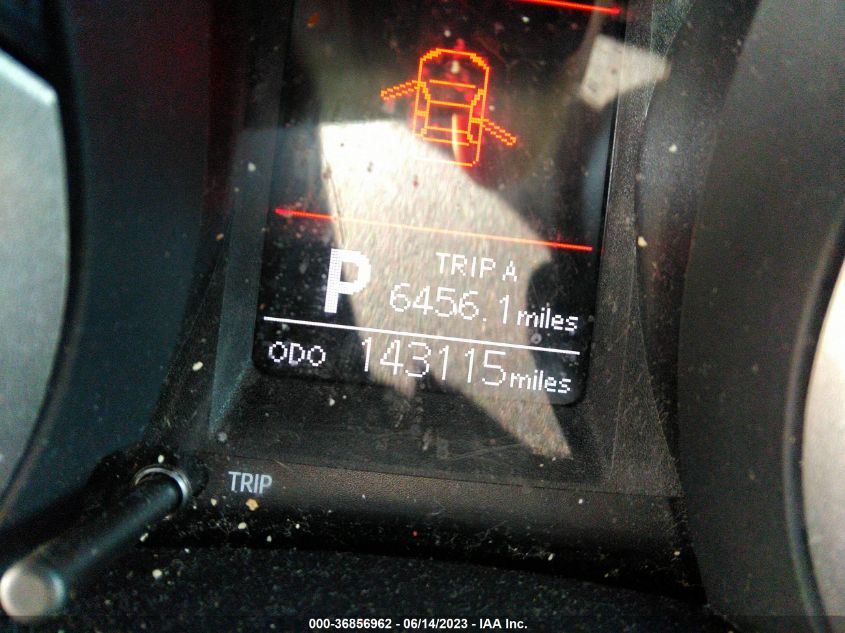 TRIP A
P 6456.1 miles
ODO 143115 miles
TRIP
000-36856962 - 06/14/2023 - IAA Inc.